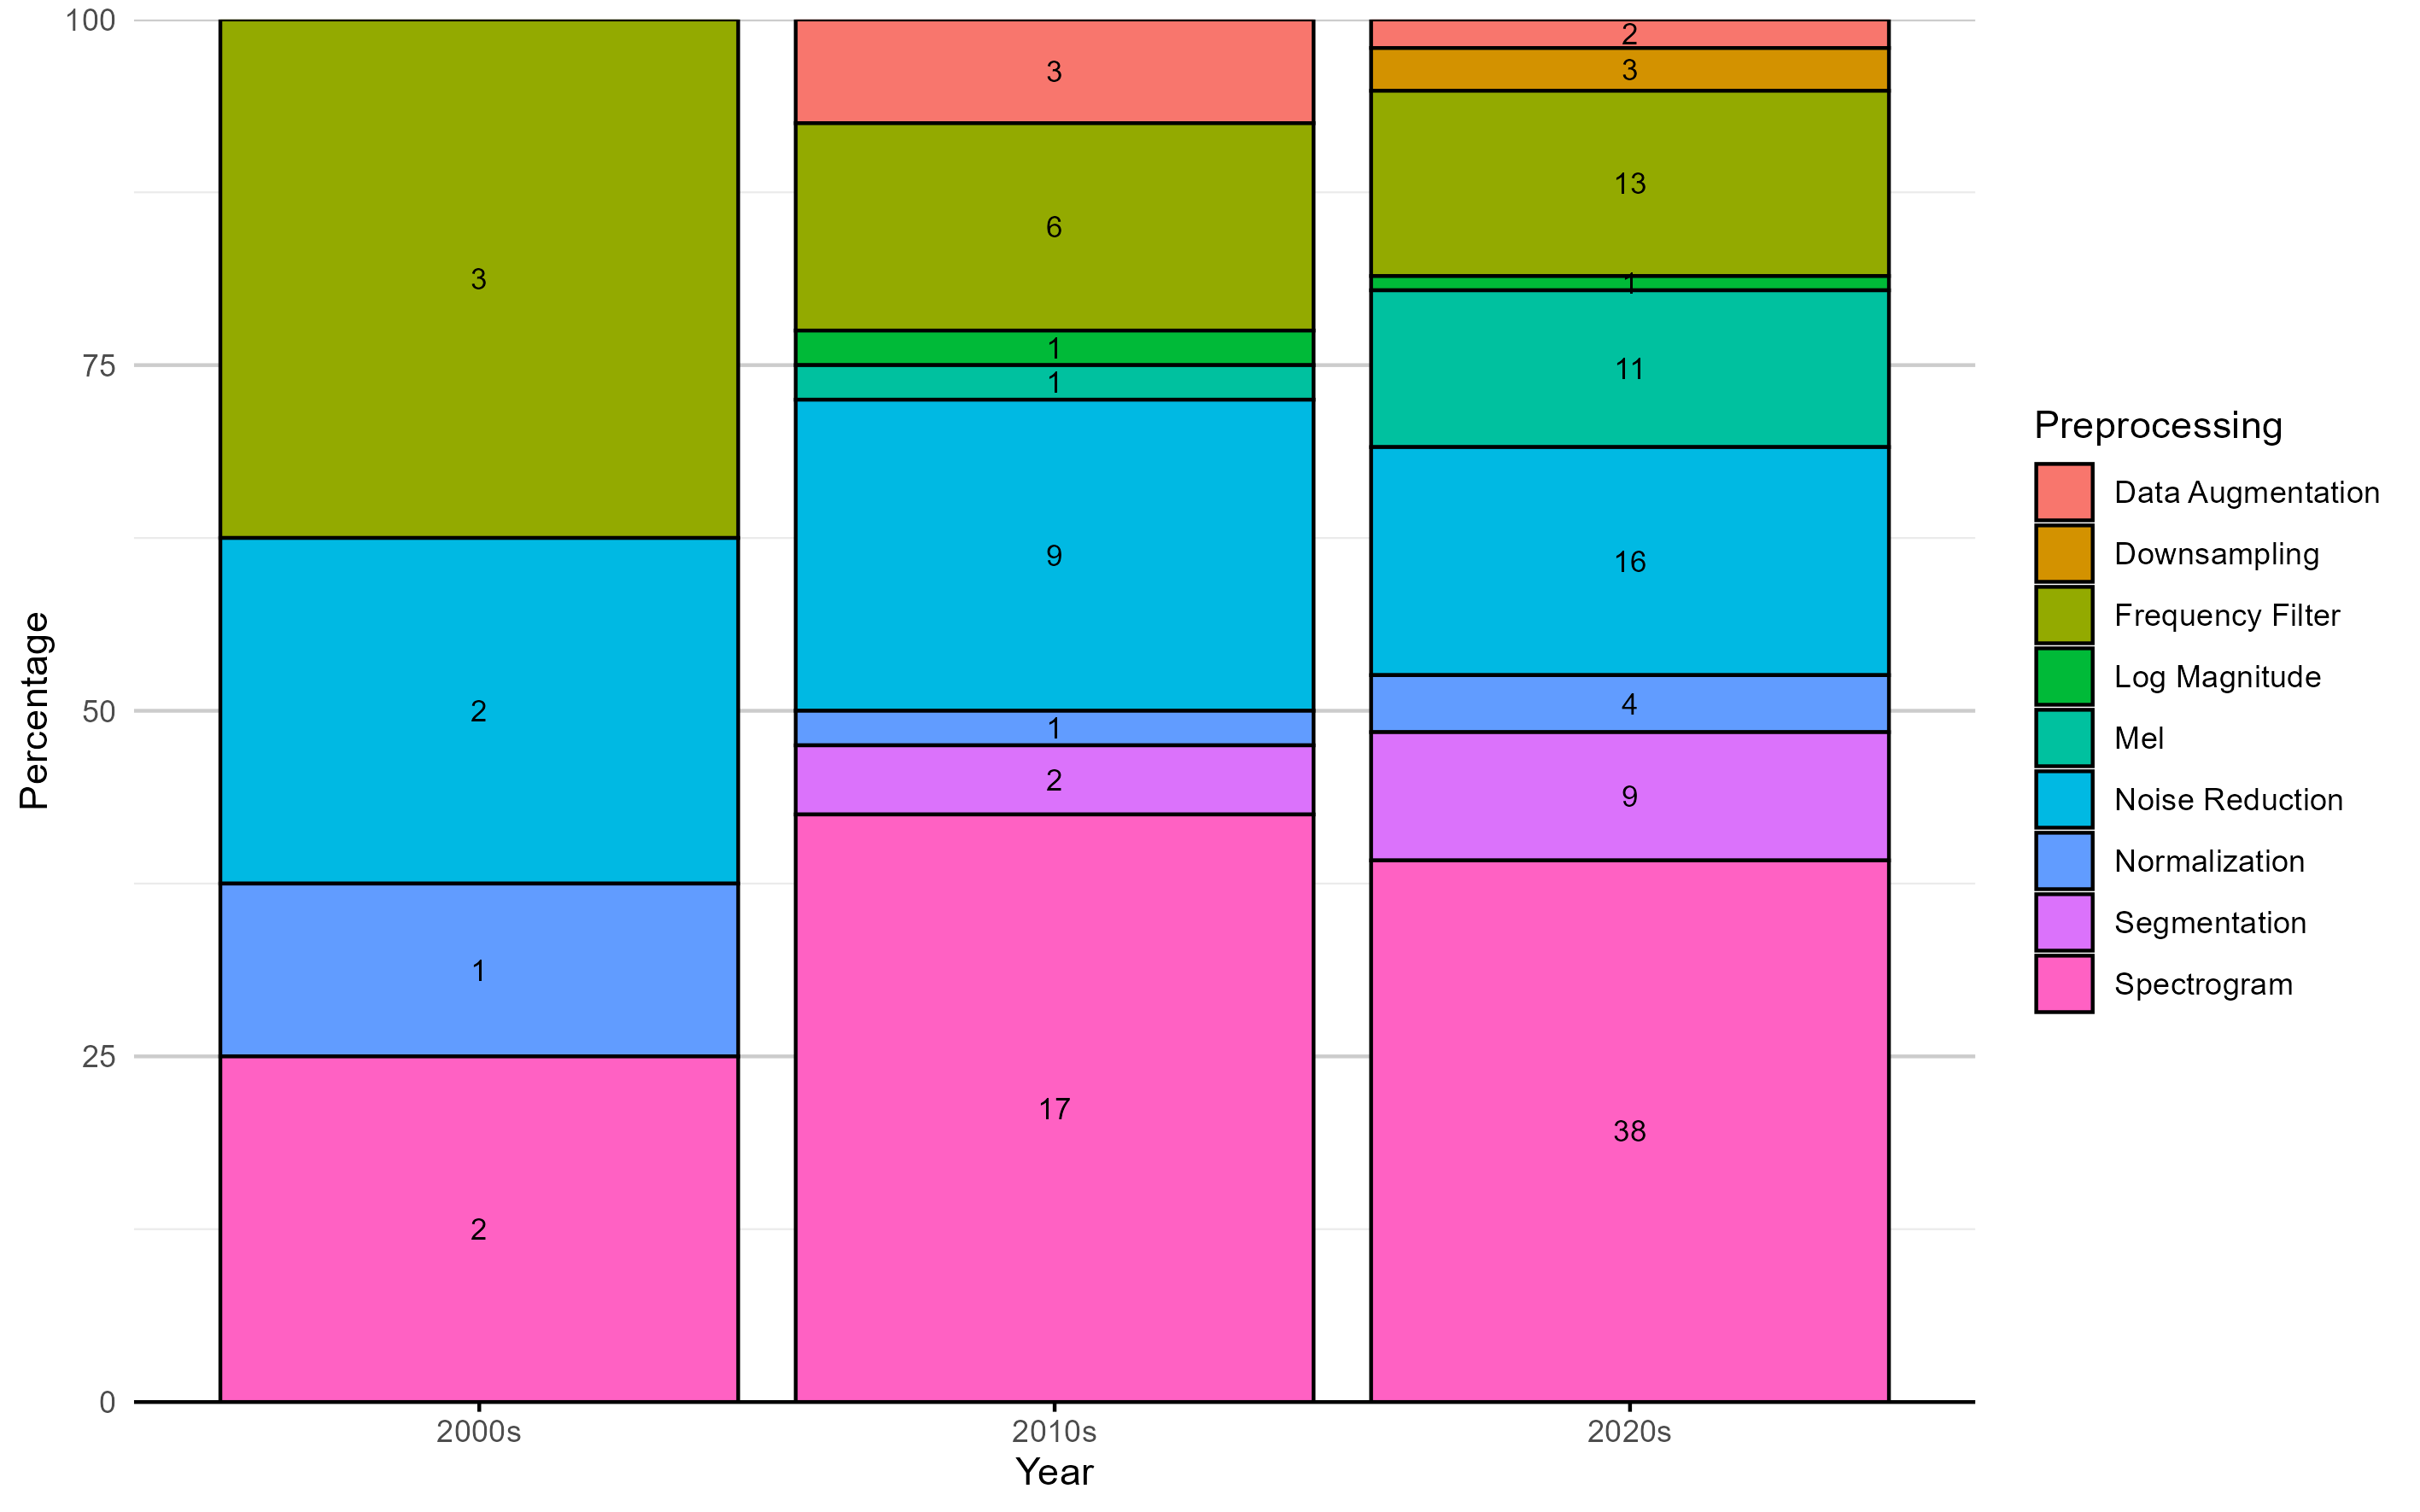 100
75
50
25
0
Percentage
3
2
1
2
3
6
1
1
9
1
2
17
2
3
13
1
11
16
4
9
38
2000s
2010s
2020s
Year
Preprocessing
Data Augmentation
Downsampling
Frequency Filter
Log Magnitude
Mel
Noise Reduction
Normalization
Segmentation
Spectrogram